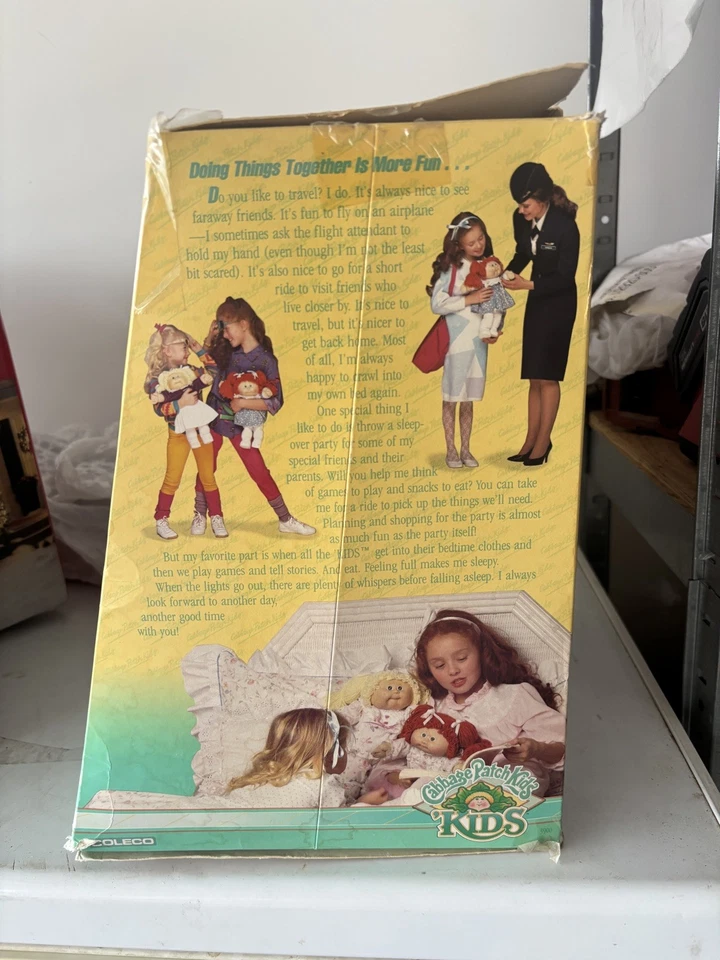 Doing Things Together Is More Fun . . .
Do you like to travel? I do. It's always nice to see
faraway friends. It's fun to fly on an airplane
—I sometimes ask the flight attendant to
hold my hand (even though I'm not the least
bit scared). It's also nice to go for a short
ride to visit friends who
live closer by. It's nice to
travel, but it's nicer to
get back home. Most
of all, I'm always
happy to crawl into
my own bed again.
One special thing I
like to do is throw a sleep-
over party for some of my
special friends and their
parents. Will you help me think
of games to play and snacks to eat? You can take
me for a ride to pick up the things we'll need.
Planning and shopping for the party is almost
as much fun as the party itself!
But my favorite part is when all the 'KIDS™ get into their bedtime clothes and
then we play games and tell stories. And eat. Feeling full makes me sleepy.
When the lights go out, there are plenty of whispers before falling asleep. I always
look forward to another day,
another good time
with you!
Cabbage Patch Kids
'KIDS
COLECO